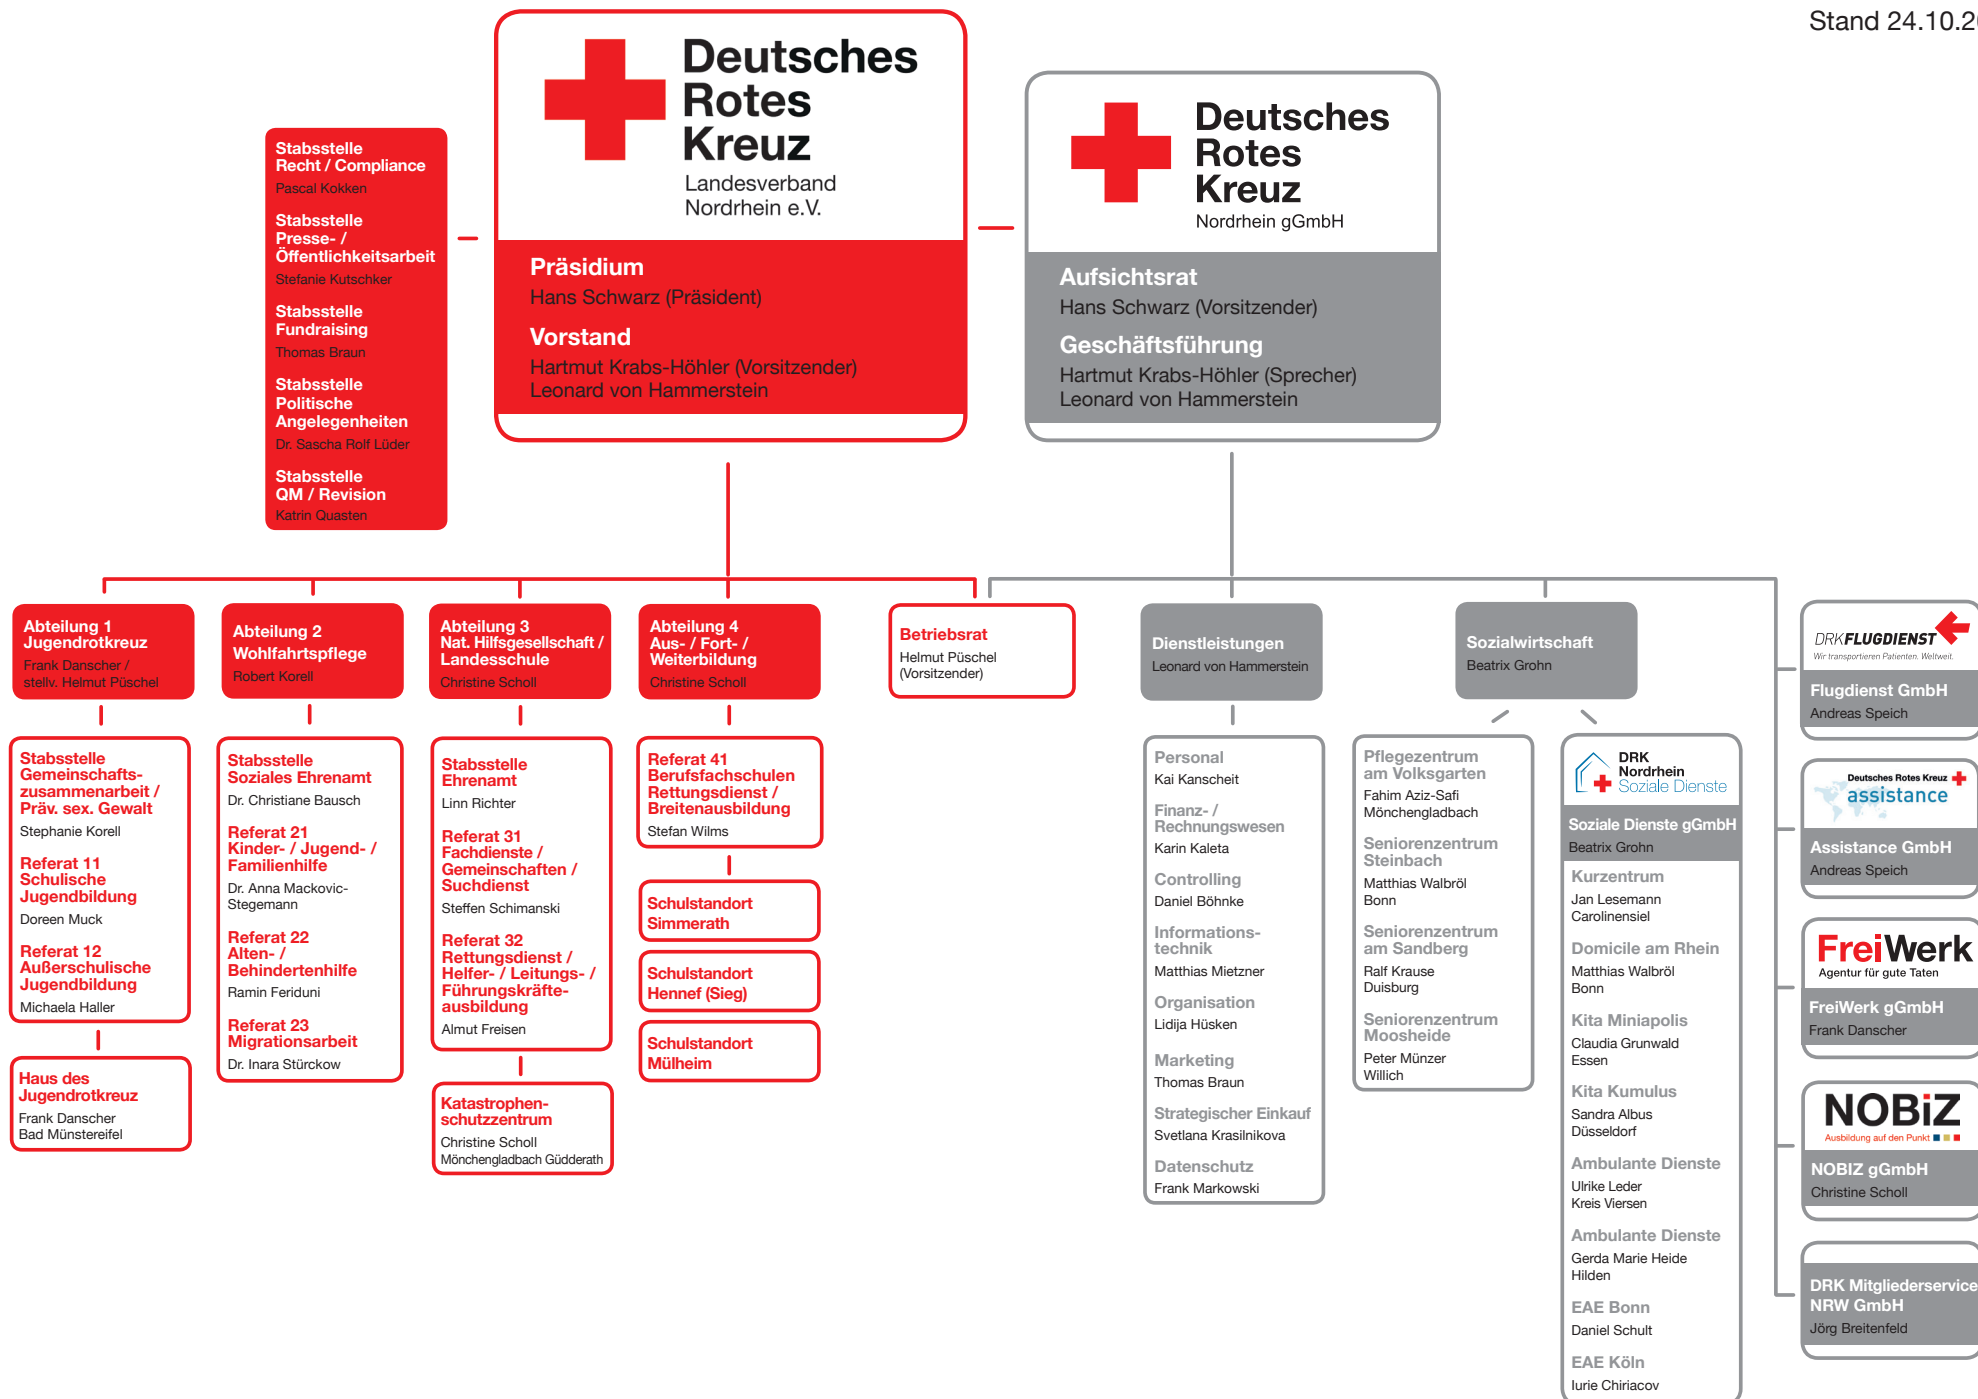 Stand 24.10.20
Deutsches
Rotes
Kreuz
Landesverband
Nordrhein e.V.
Präsidium
Hans Schwarz (Präsident)
Vorstand
Hartmut Krabs-Höhler (Vorsitzender)
Leonard von Hammerstein
Deutsches
Rotes
Kreuz
Nordrhein gGmbH
Aufsichtsrat
Hans Schwarz (Vorsitzender)
Geschäftsführung
Hartmut Krabs-Höhler (Sprecher)
Leonard von Hammerstein
Stabsstelle
Recht / Compliance
Pascal Kokken
Stabsstelle
Presse- /
Öffentlichkeitsarbeit
Stefanie Kutschker
Stabsstelle
Fundraising
Thomas Braun
Stabsstelle
Politische
Angelegenheiten
Dr. Sascha Rolf Lüder
Stabsstelle
QM / Revision
Katrin Quasten
Abteilung 1
Jugendrotkreuz
Frank Danscher /
stellv. Helmut Püschel
Stabsstelle
Gemeinschafts-
zusammenarbeit /
Präv. sex. Gewalt
Stephanie Korell
Referat 11
Schulische
Jugendbildung
Doreen Muck
Referat 12
Außerschulische
Jugendbildung
Michaela Haller
Haus des
Jugendrotkreuz
Frank Danscher
Bad Münstereifel
Abteilung 2
Wohlfahrtspflege
Robert Korell
Stabsstelle
Soziales Ehrenamt
Dr. Christiane Bausch
Referat 21
Kinder- / Jugend- /
Familienhilfe
Dr. Anna Mackovic-
Stegemann
Referat 22
Alten- /
Behindertenhilfe
Ramin Feriduni
Referat 23
Migrationsarbeit
Dr. Inara Stürckow
Abteilung 3
Nat. Hilfsgesellschaft /
Landesschule
Christine Scholl
Stabsstelle
Ehrenamt
Linn Richter
Referat 31
Fachdienste /
Gemeinschaften /
Suchdienst
Steffen Schimanski
Referat 32
Rettungsdienst /
Helfer- / Leitungs- /
Führungskräfte-
ausbildung
Almut Freisen
Katastrophen-
schutzzentrum
Christine Scholl
Mönchengladbach Güdderath
Abteilung 4
Aus- / Fort- /
Weiterbildung
Christine Scholl
Referat 41
Berufsfachschulen
Rettungsdienst /
Breitenausbildung
Stefan Wilms
Schulstandort
Simmerath
Schulstandort
Hennef (Sieg)
Schulstandort
Mülheim
Betriebsrat
Helmut Püschel
(Vorsitzender)
Dienstleistungen
Leonard von Hammerstein
Personal
Kai Kanscheit
Finanz- /
Rechnungswesen
Karin Kaleta
Controlling
Daniel Böhnke
Informations-
technik
Matthias Mietzner
Organisation
Lidija Hüsken
Marketing
Thomas Braun
Strategischer Einkauf
Svetlana Krasilnikova
Datenschutz
Frank Markowski
Sozialwirtschaft
Beatrix Grohn
Pflegezentrum
am Volksgarten
Fahim Aziz-Safi
Mönchengladbach
Seniorenzentrum
Steinbach
Matthias Walbröl
Bonn
Seniorenzentrum
am Sandberg
Ralf Krause
Duisburg
Seniorenzentrum
Moosheide
Peter Münzer
Willich
DRK
Nordrhein
Soziale Dienste
Soziale Dienste gGmbH
Beatrix Grohn
Kurzentrum
Jan Lesemann
Carolinensiel
Domicile am Rhein
Matthias Walbröl
Bonn
Kita Miniapolis
Claudia Grunwald
Essen
Kita Kumulus
Sandra Albus
Düsseldorf
Ambulante Dienste
Ulrike Leder
Kreis Viersen
Ambulante Dienste
Gerda Marie Heide
Hilden
EAE Bonn
Daniel Schult
EAE Köln
Iurie Chiriacov
DRKFLUGDIENST
Wir transportieren Patienten. Weltweit.
Flugdienst GmbH
Andreas Speich
Deutsches Rotes Kreuz
assistance
Assistance GmbH
Andreas Speich
FreiWerk
Agentur für gute Taten
FreiWerk gGmbH
Frank Danscher
NOBiZ
Ausbildung auf den Punkt
NOBIZ gGmbH
Christine Scholl
DRK Mitgliederservice
NRW GmbH
Jörg Breitenfeld